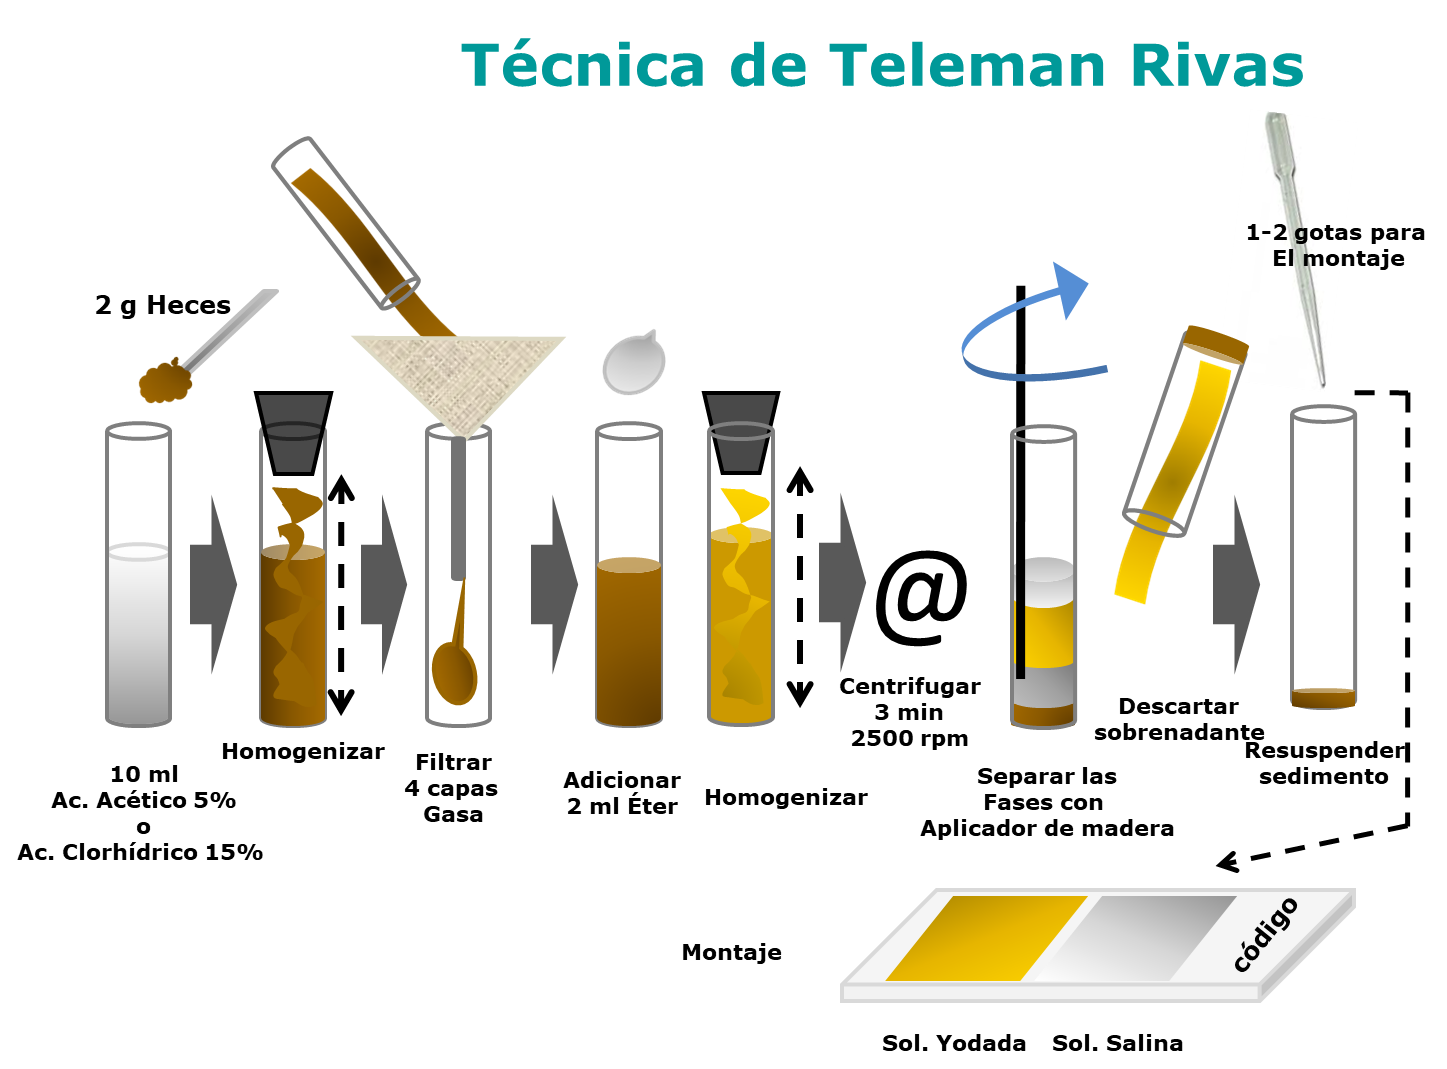 Técnica de Teleman Rivas
1-2 gotas para
El montaje
2 g Heces
@
10 ml
Ac. Acético 5%
o
Ac. Clorhídrico 15%
Homogenizar
Filtrar
4 capas
Gasa
Adicionar
2 ml Éter
Homogenizar
Centrifugar
3 min
2500 rpm
Separar las
Fases con
Aplicador de madera
Descartar
sobrenadante
Resuspender
sedimento
Montaje
código
Sol. Yodada
Sol. Salina